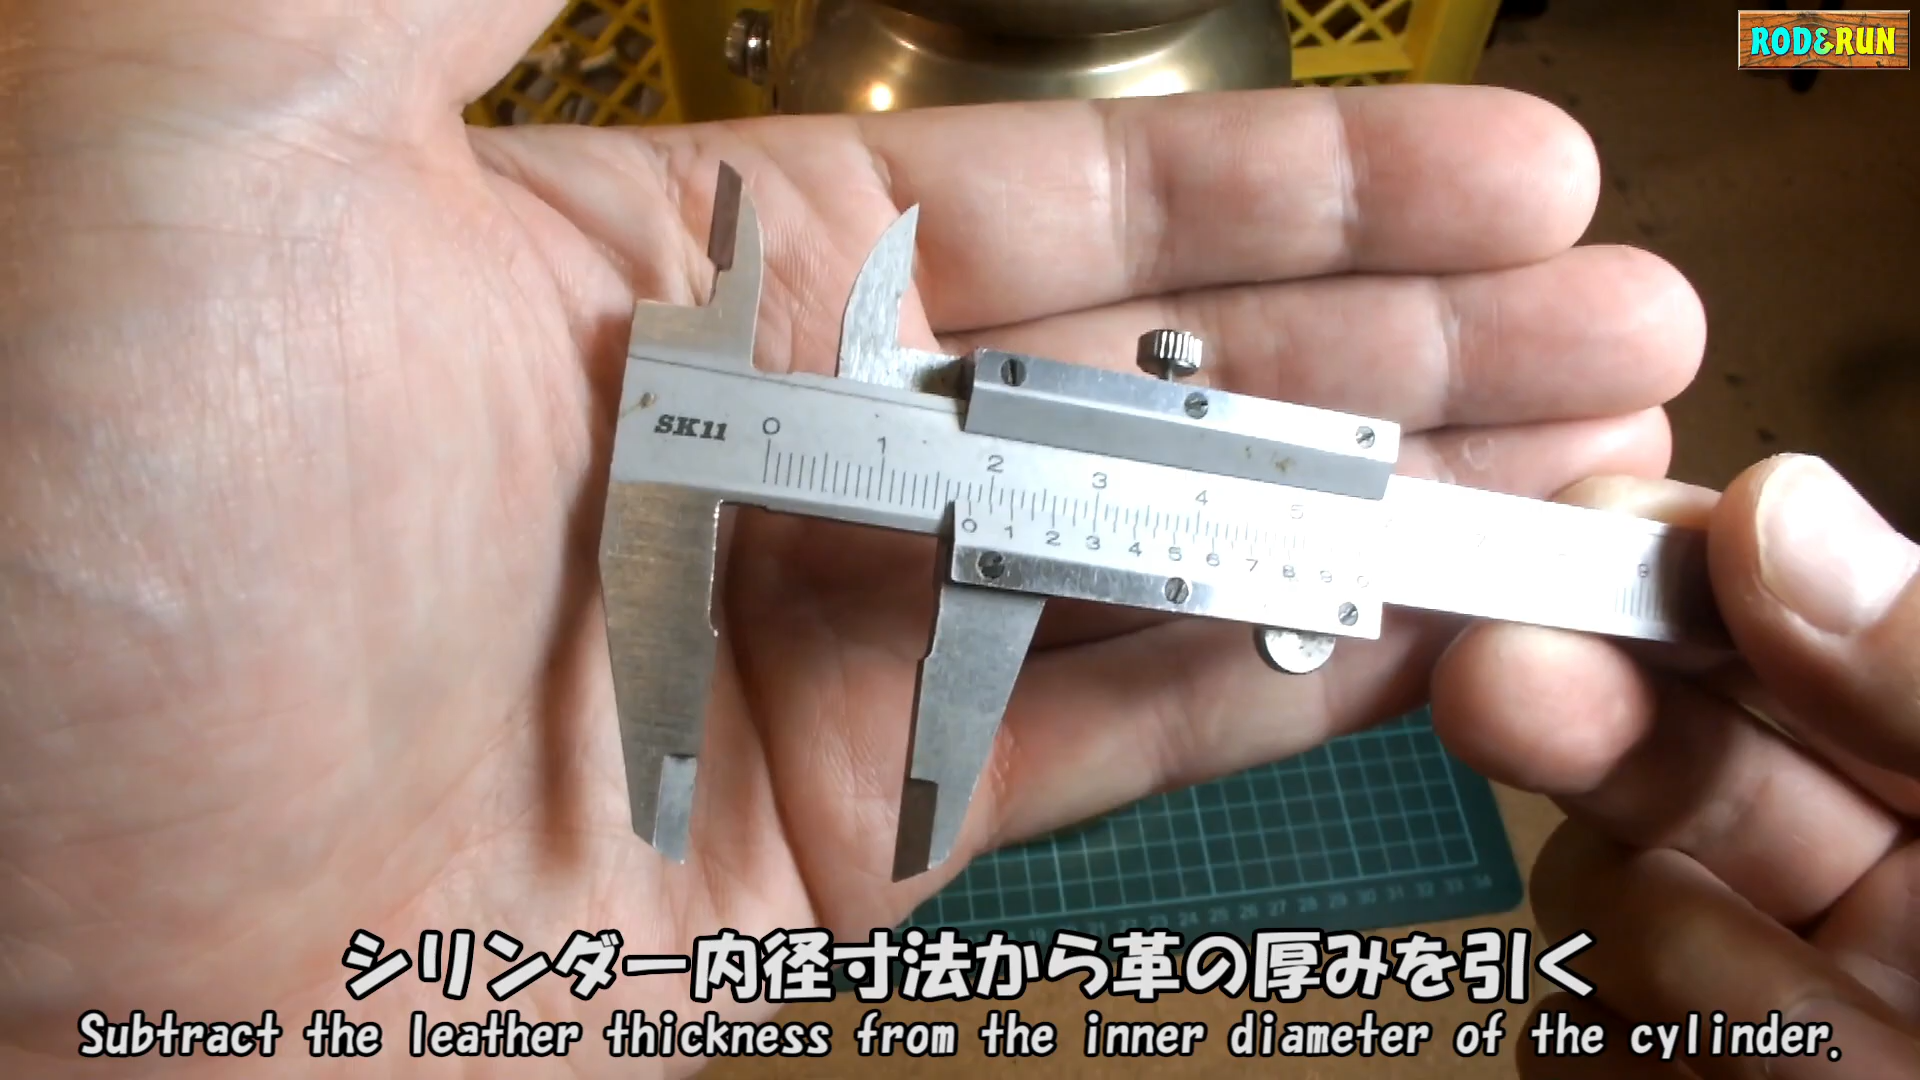 ROD&RUN
SK11
0 1 2 3 4 5
0 1 2 3 4 5 6 7 8 9 0
9
シリンダー内径寸法から革の厚みを引く
Subtract the leather thickness from the inner diameter of the cylinder.